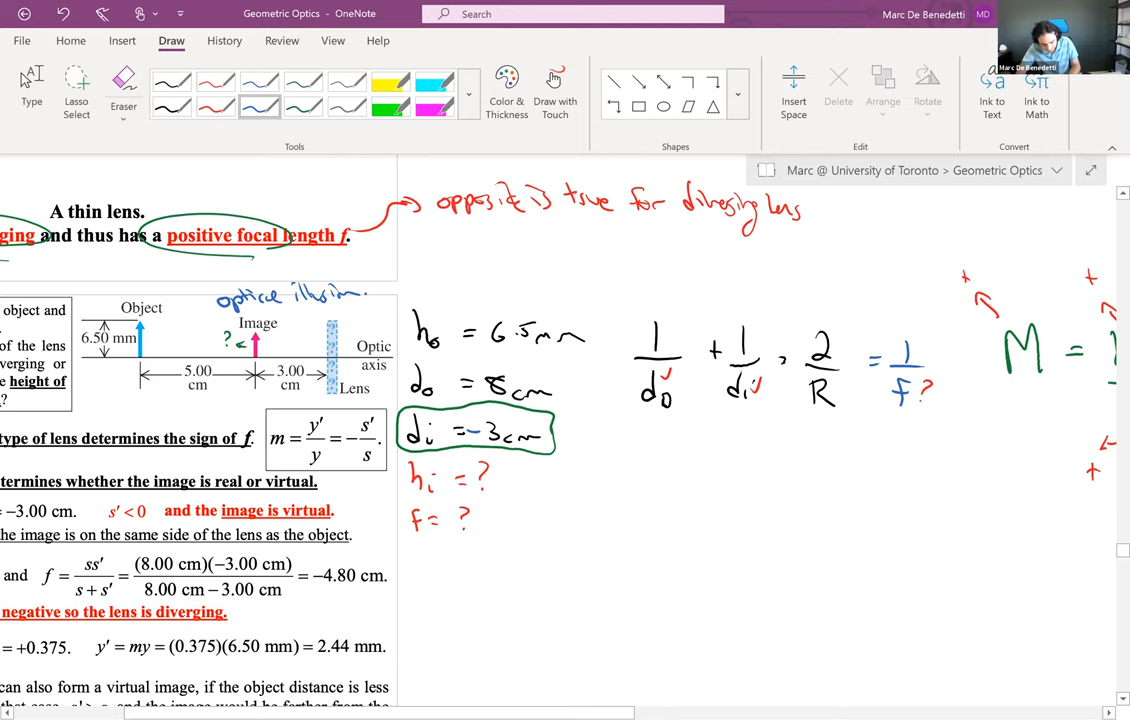 Geometric Optics - OneNote
Search
Marc De Benedetti
MD
File Home Insert Draw History Review View Help
Type
Lasso Select
Eraser
Color & Thickness
Draw with Touch
Insert Space
Delete
Arrange
Rotate
Ink to Text
Ink to Math
Tools
Shapes
Edit
Convert
Marc De Benedetti
Marc @ University of Toronto > Geometric Optics
A thin lens.
ging and thus has a positive focal length f.
opposite is true for diverging lens
object and
of the lens
erging or
e height of
?
optical illusion.
Object
Image
6.50 mm
?
5.00 cm
3.00 cm
Optic axis
Lens
type of lens determines the sign of f.
m = y'/y = -s'/s.
termines whether the image is real or virtual.
= −3.00 cm. s' < 0 and the image is virtual.
he image is on the same side of the lens as the object.
and f = ss'/(s + s') = (8.00 cm)(−3.00 cm)/(8.00 cm − 3.00 cm) = −4.80 cm.
negative so the lens is diverging.
= +0.375. y' = my = (0.375)(6.50 mm) = 2.44 mm.
can also form a virtual image, if the object distance is less
ho = 6.5mm
do = 8cm
di = -3cm
hi = ?
f = ?
1/do + 1/di = 2/R = 1/f ?
+ +
M =
+